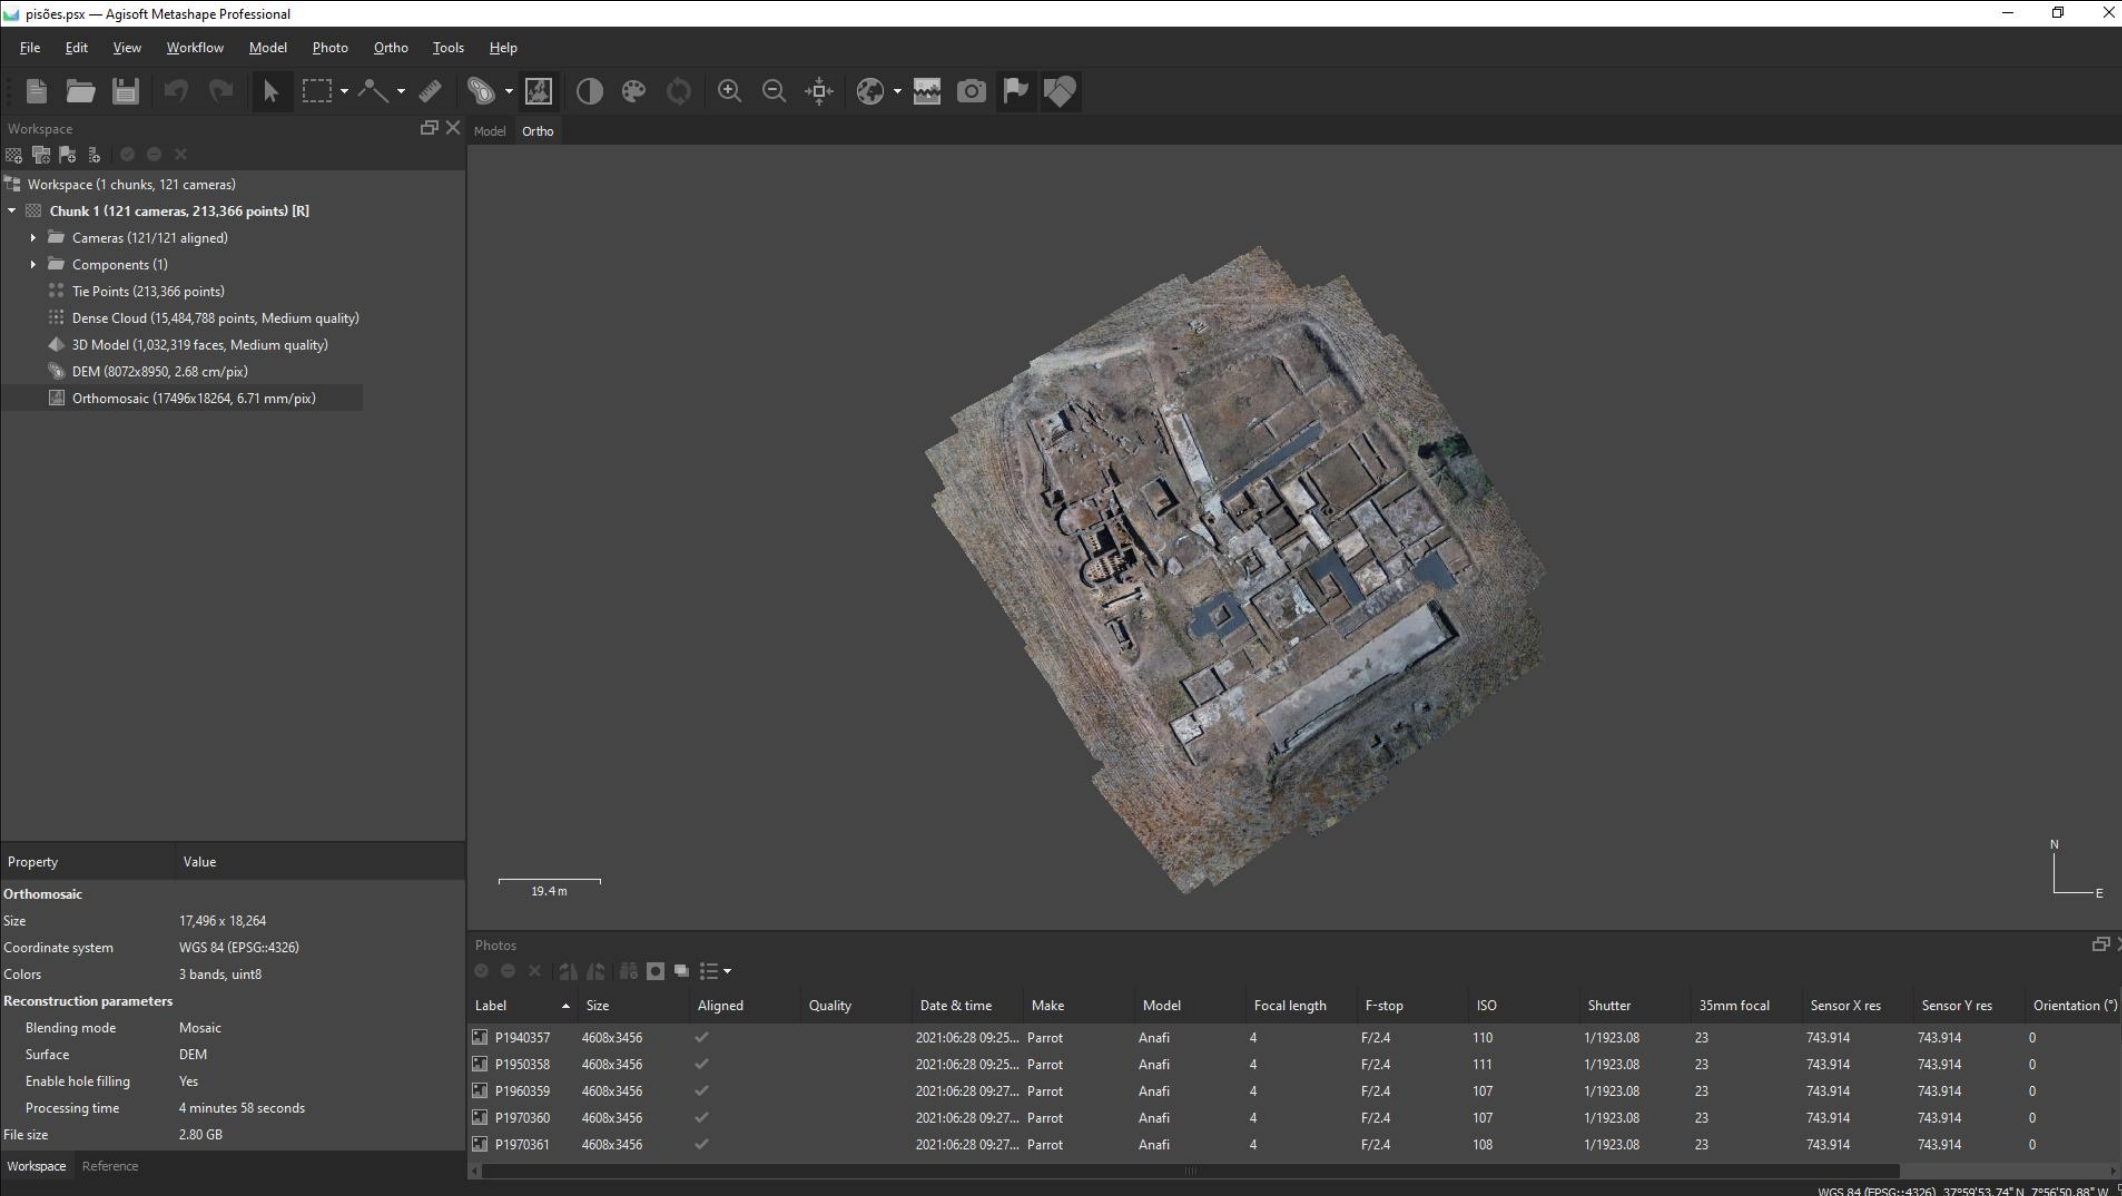 pisões.psx — Agisoft Metashape Professional
File Edit View Workflow Model Photo Ortho Tools Help
Workspace
Model Ortho
Workspace (1 chunks, 121 cameras)
Chunk 1 (121 cameras, 213,366 points) [R]
Cameras (121/121 aligned)
Components (1)
Tie Points (213,366 points)
Dense Cloud (15,484,788 points, Medium quality)
3D Model (1,032,319 faces, Medium quality)
DEM (8072x8950, 2.68 cm/pix)
Orthomosaic (17496x18264, 6.71 mm/pix)
Property Value
Orthomosaic
Size 17,496 x 18,264
Coordinate system WGS 84 (EPSG::4326)
Colors 3 bands, uint8
Reconstruction parameters
Blending mode Mosaic
Surface DEM
Enable hole filling Yes
Processing time 4 minutes 58 seconds
File size 2.80 GB
Workspace Reference
19.4 m
N
E
Photos
Label Size Aligned Quality Date & time Make Model Focal length F-stop ISO Shutter 35mm focal Sensor X res Sensor Y res Orientation (°)
P1940357 4608x3456 2021:06:28 09:25... Parrot Anafi 4 F/2.4 110 1/1923.08 23 743.914 743.914 0
P1950358 4608x3456 2021:06:28 09:25... Parrot Anafi 4 F/2.4 111 1/1923.08 23 743.914 743.914 0
P1960359 4608x3456 2021:06:28 09:27... Parrot Anafi 4 F/2.4 107 1/1923.08 23 743.914 743.914 0
P1970360 4608x3456 2021:06:28 09:27... Parrot Anafi 4 F/2.4 107 1/1923.08 23 743.914 743.914 0
P1970361 4608x3456 2021:06:28 09:27... Parrot Anafi 4 F/2.4 108 1/1923.08 23 743.914 743.914 0
WGS 84 (EPSG::4326) 37°59'53.74" N 7°56'50.88" W